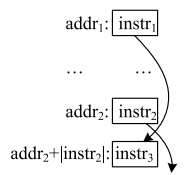 addr₁: instr₁
... ...
addr₂: instr₂
addr₂+|instr₂|: instr₃